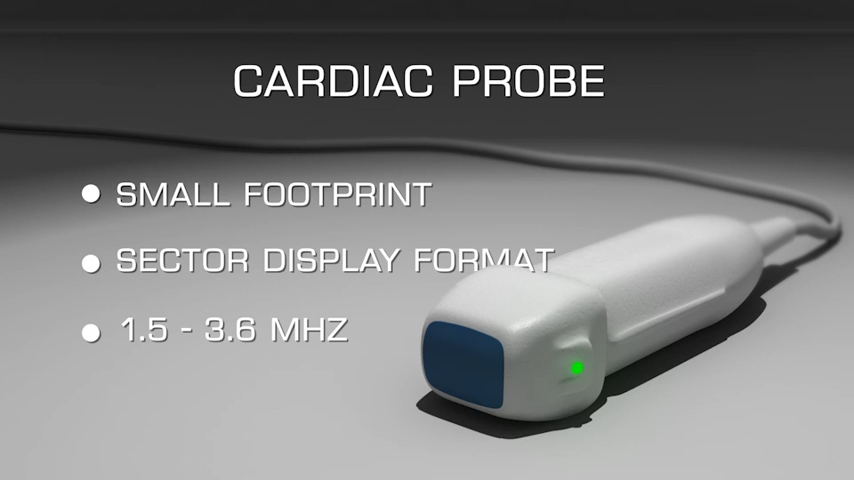 CARDIAC PROBE
SMALL FOOTPRINT
SECTOR DISPLAY FORMAT
1.5 - 3.6 MHZ